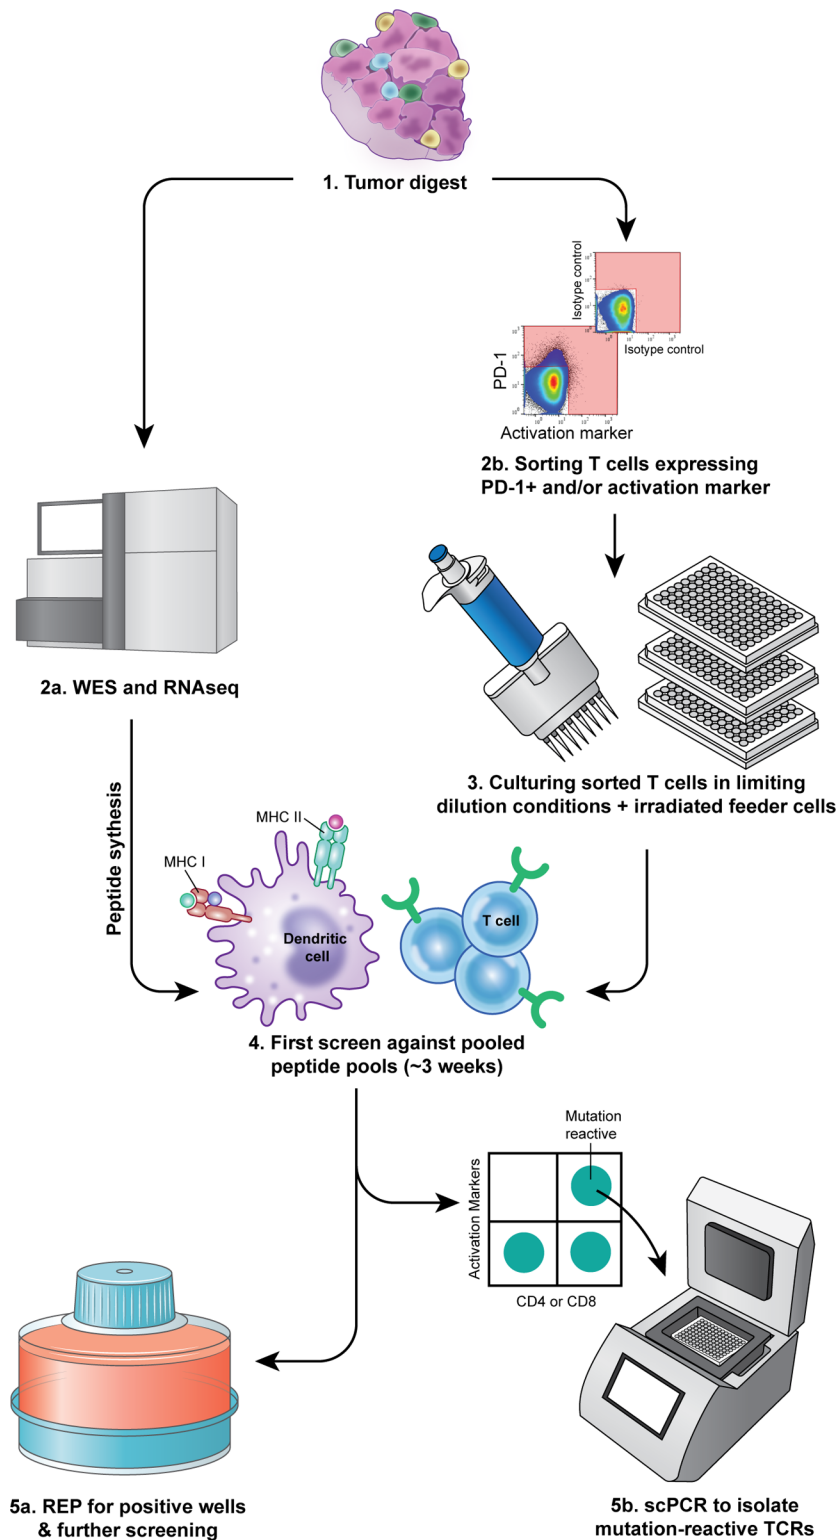 1. Tumor digest
Isotype control
Isotype control
PD-1
Activation marker
2b. Sorting T cells expressing
PD-1+ and/or activation marker
2a. WES and RNAseq
3. Culturing sorted T cells in limiting
dilution conditions + irradiated feeder cells
Peptide sythesis
MHC II
MHC I
Dendritic
cell
T cell
4. First screen against pooled
peptide pools (~3 weeks)
Mutation
reactive
Activation Markers
CD4 or CD8
5a. REP for positive wells
& further screening
5b. scPCR to isolate
mutation-reactive TCRs